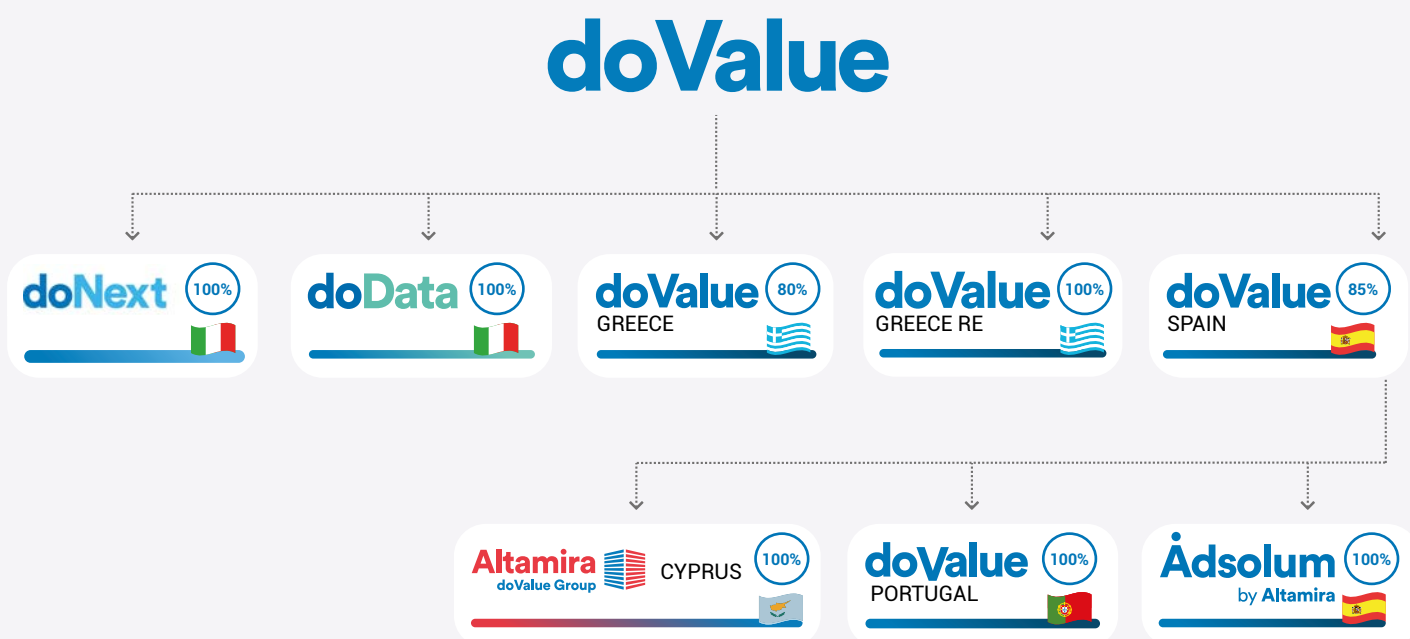 doValue
doNext 100%
doData 100%
doValue 80%
GREECE
doValue 100%
GREECE RE
doValue 85%
SPAIN
Altamira
doValue Group
CYPRUS
100%
doValue 100%
PORTUGAL
Àdsolum 100%
by Altamira